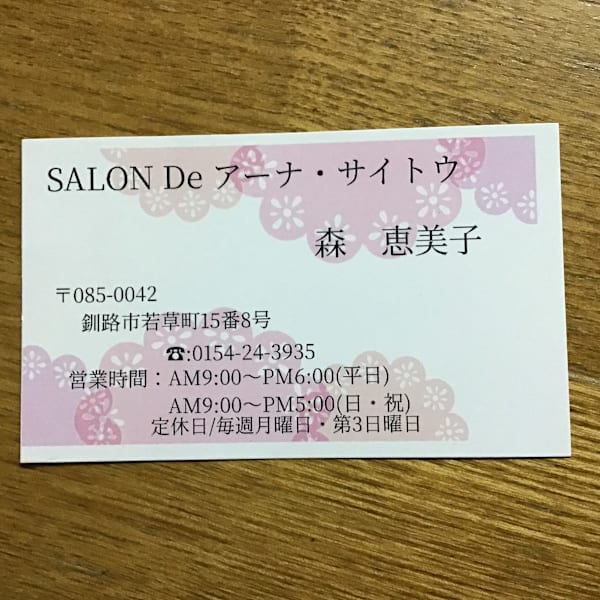 SALON De アーナ・サイトウ
森 恵美子
〒085-0042
釧路市若草町15番8号
☎:0154-24-3935
営業時間：AM9:00〜PM6:00(平日)
AM9:00〜PM5:00(日・祝)
定休日/毎週月曜日・第3日曜日